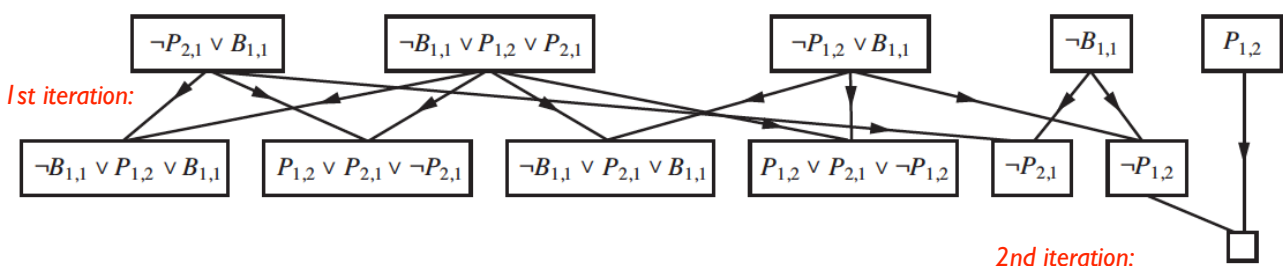 ¬P₂,₁ ∨ B₁,₁ ¬B₁,₁ ∨ P₁,₂ ∨ P₂,₁ ¬P₁,₂ ∨ B₁,₁ ¬B₁,₁ P₁,₂
1st iteration:
¬B₁,₁ ∨ P₁,₂ ∨ B₁,₁ P₁,₂ ∨ P₂,₁ ∨ ¬P₂,₁ ¬B₁,₁ ∨ P₂,₁ ∨ B₁,₁ P₁,₂ ∨ P₂,₁ ∨ ¬P₁,₂ ¬P₂,₁ ¬P₁,₂
2nd iteration: